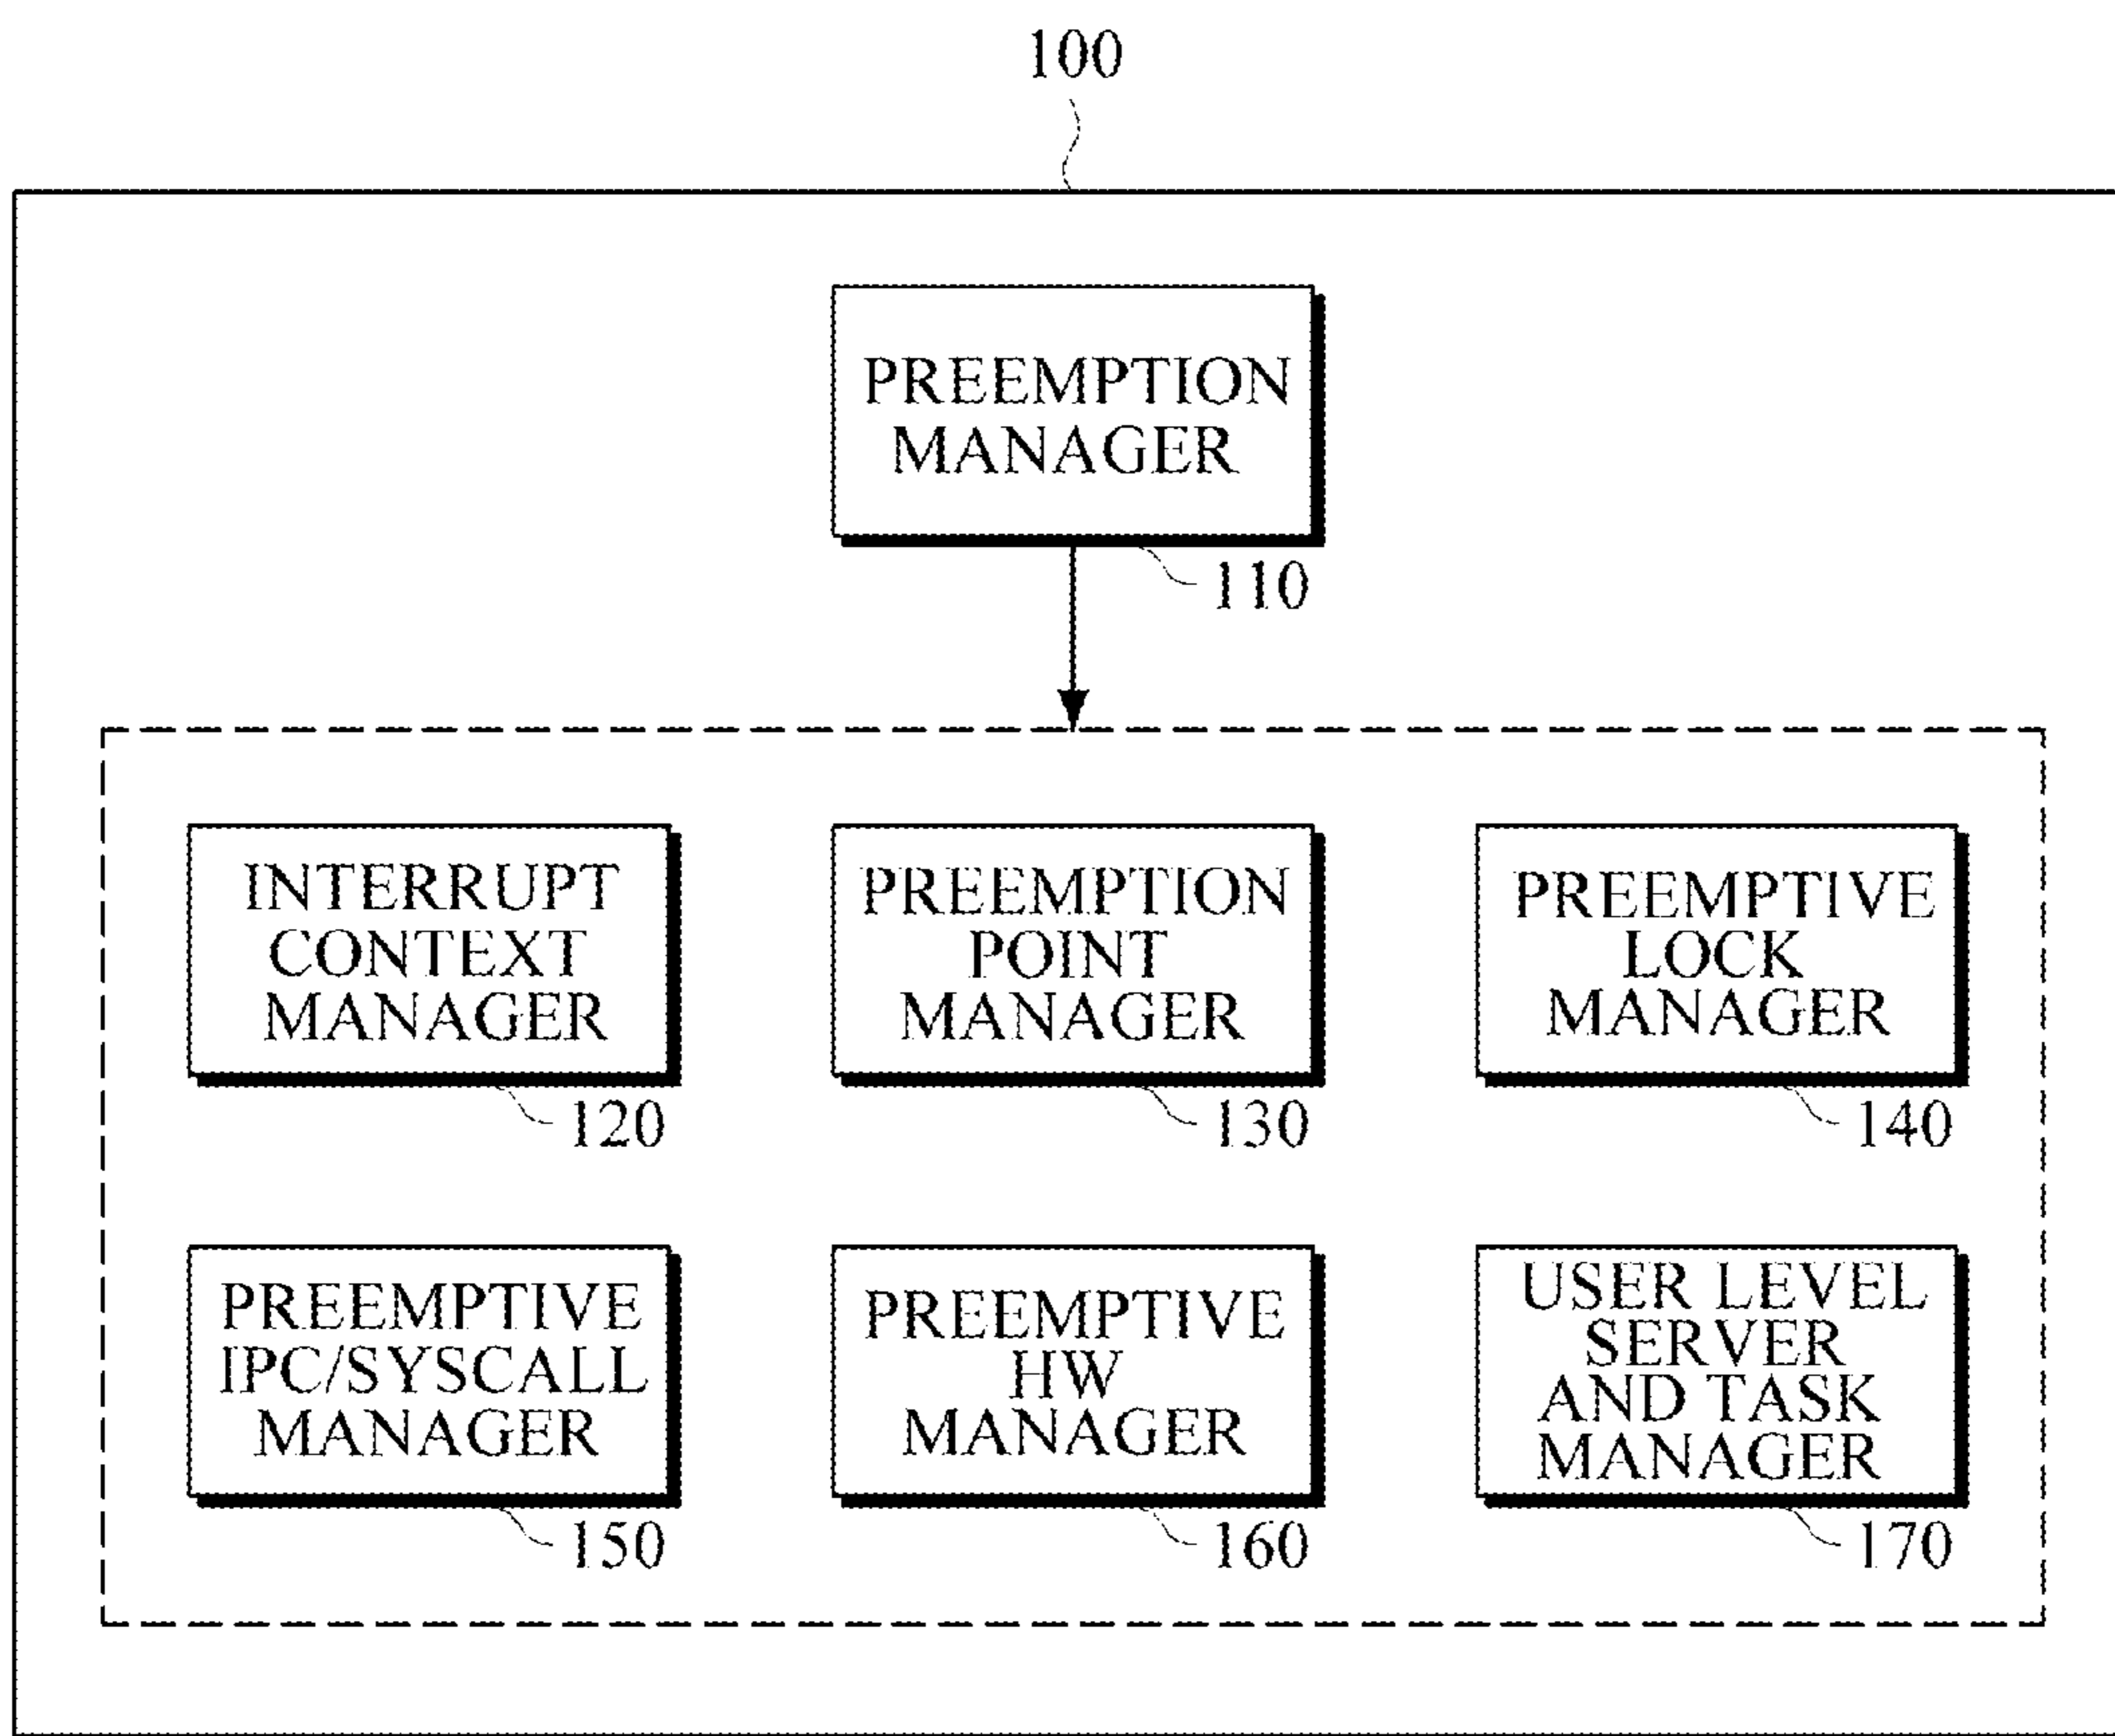 100
PREEMPTION
MANAGER
110
INTERRUPT
CONTEXT
MANAGER
120
PREEMPTION
POINT
MANAGER
130
PREEMPTIVE
LOCK
MANAGER
140
PREEMPTIVE
IPC/SYSCALL
MANAGER
150
PREEMPTIVE
HW
MANAGER
160
USER LEVEL
SERVER
AND TASK
MANAGER
170